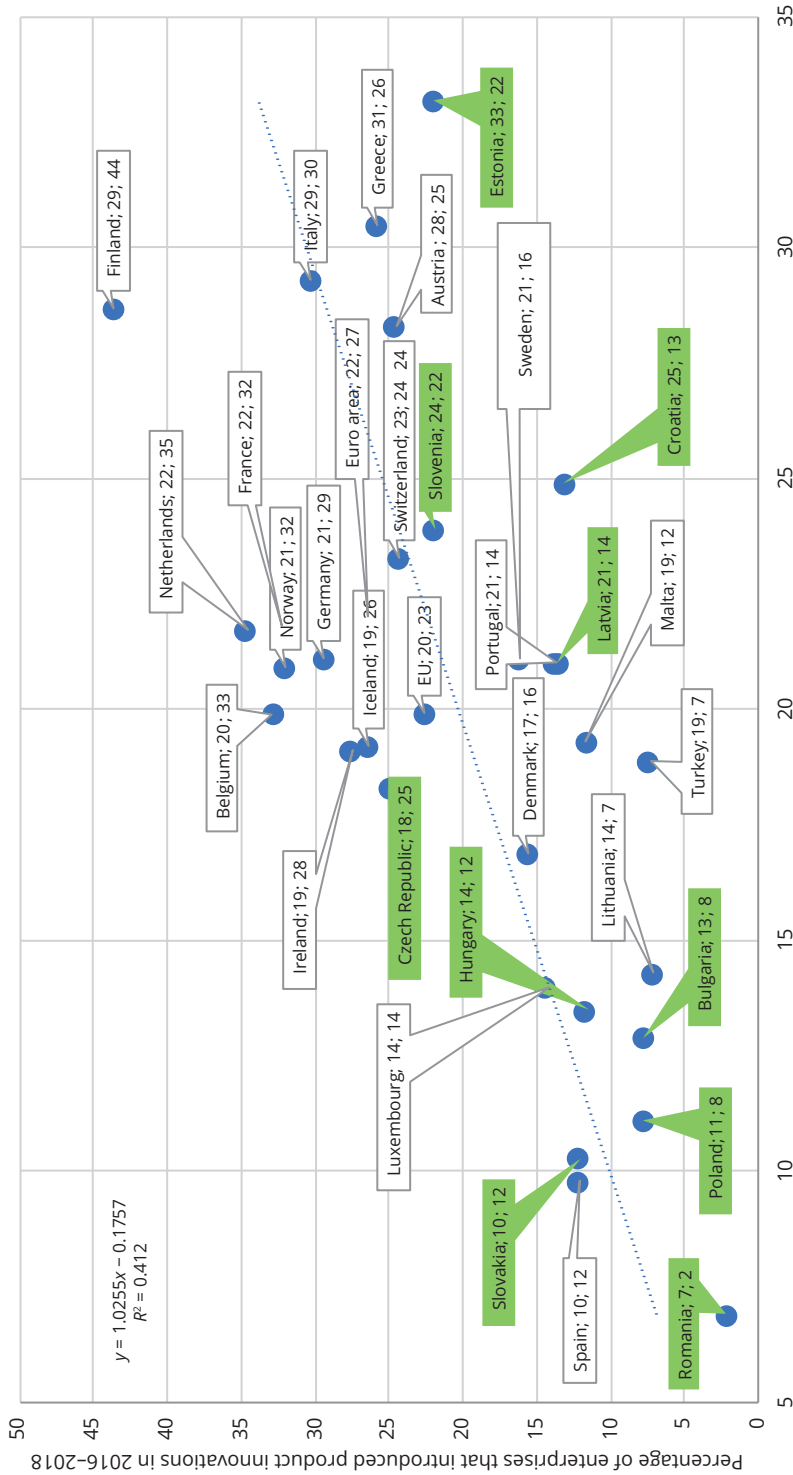 Percentage of enterprises that introduced product innovations in 2016–2018
50
45
40
35
30
25
20
15
10
5
0
5
10
15
20
25
30
35
y = 1.0255x − 0.1757
R² = 0.412
Finland; 29; 44
Netherlands; 22; 35
France; 22; 32
Norway; 21; 32
Belgium; 20; 33
Germany; 21; 29
Italy; 29; 30
Ireland;19; 28
Iceland; 19; 26
Euro area; 22; 27
Greece; 31; 26
Switzerland; 23; 24 24
Austria ; 28; 25
Czech Republic; 18; 25
EU; 20; 23
Slovenia; 24; 22
Estonia; 33; 22
Luxembourg; 14; 14
Hungary; 14; 12
Denmark; 17; 16
Portugal; 21; 14
Sweden; 21; 16
Slovakia; 10; 12
Spain; 10; 12
Lithuania; 14; 7
Latvia; 21; 14
Malta; 19; 12
Croatia; 25; 13
Romania; 7; 2
Poland; 11; 8
Bulgaria; 13; 8
Turkey; 19; 7